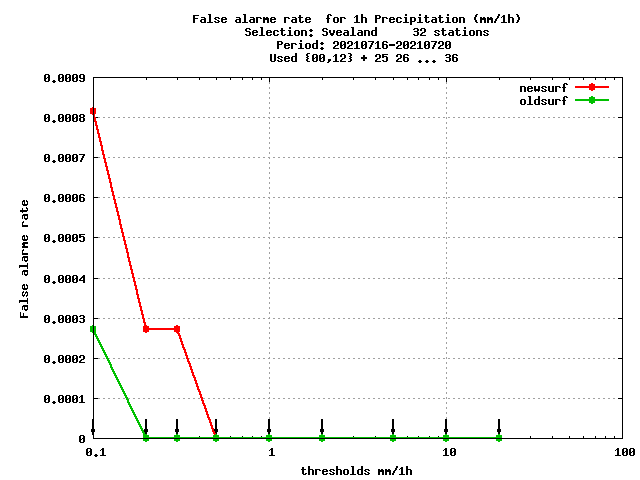 False alarme rate  for 1h Precipitation (mm/1h)
Selection: Svealand     32 stations
Period: 20210716-20210720
Used {00,12} + 25 26 ... 36
newsurf
oldsurf
0.0009
0.0008
0.0007
0.0006
0.0005
0.0004
0.0003
0.0002
0.0001
0
False alarme rate
0.1 1 10 100
thresholds mm/1h